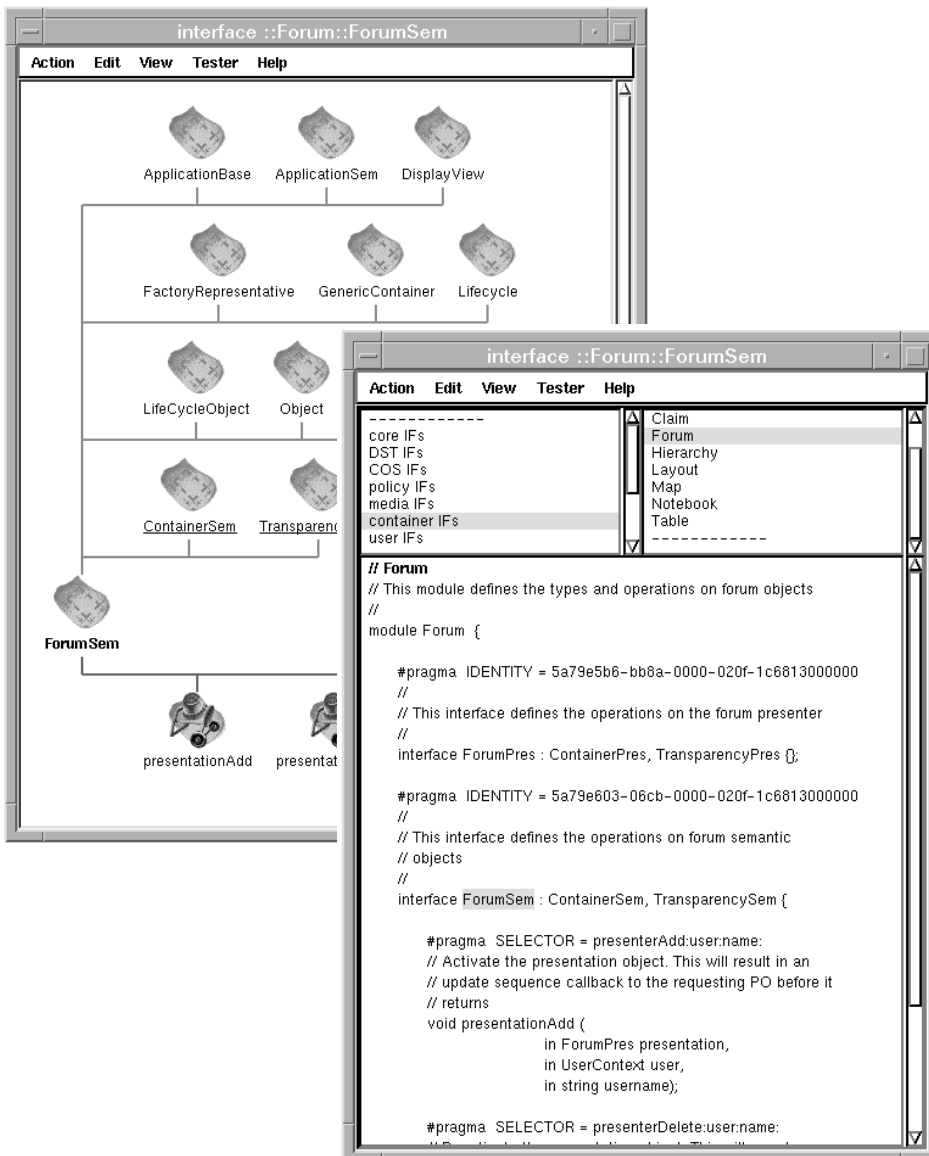 interface ::Forum::ForumSem
Action Edit View Tester Help
ApplicationBase ApplicationSem DisplayView
FactoryRepresentative GenericContainer Lifecycle
LifeCycleObject Object
ContainerSem
ForumSem
presentationAdd
interface ::Forum::ForumSem
Action Edit View Tester Help
------------
core IFs
DST IFs
COS IFs
policy IFs
media IFs
container IFs
user IFs
Claim
Forum
Hierarchy
Layout
Map
Notebook
Table
------------
// Forum
// This module defines the types and operations on forum objects
//
module Forum {
#pragma IDENTITY = 5a79e5b6-bb8a-0000-020f-1c6813000000
//
// This interface defines the operations on the forum presenter
//
interface ForumPres : ContainerPres, TransparencyPres {};
#pragma IDENTITY = 5a79e603-06cb-0000-020f-1c6813000000
//
// This interface defines the operations on forum semantic
// objects
//
interface ForumSem : ContainerSem, TransparencySem {
#pragma SELECTOR = presenterAdd:user:name:
// Activate the presentation object. This will result in an
// update sequence callback to the requesting PO before it
// returns
void presentationAdd (
in ForumPres presentation,
in UserContext user,
in string username);
#pragma SELECTOR = presenterDelete:user:name: